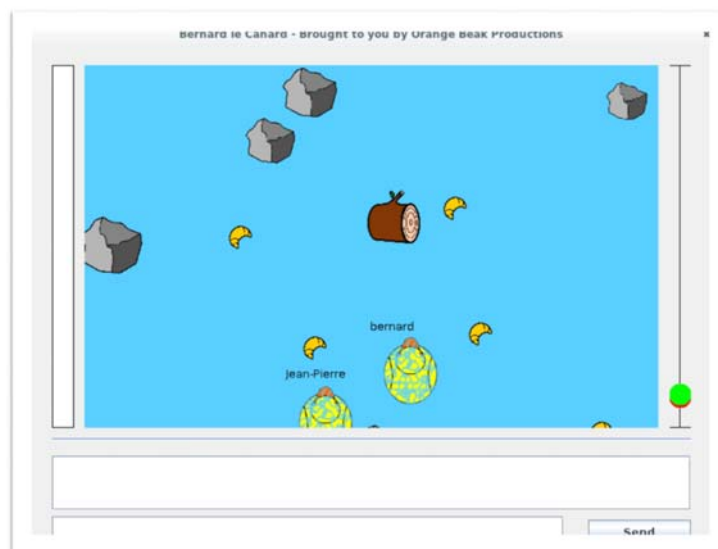 Bernard le Canard - Brought to you by Orange Beak Productions
bernard
Jean-Pierre
Send